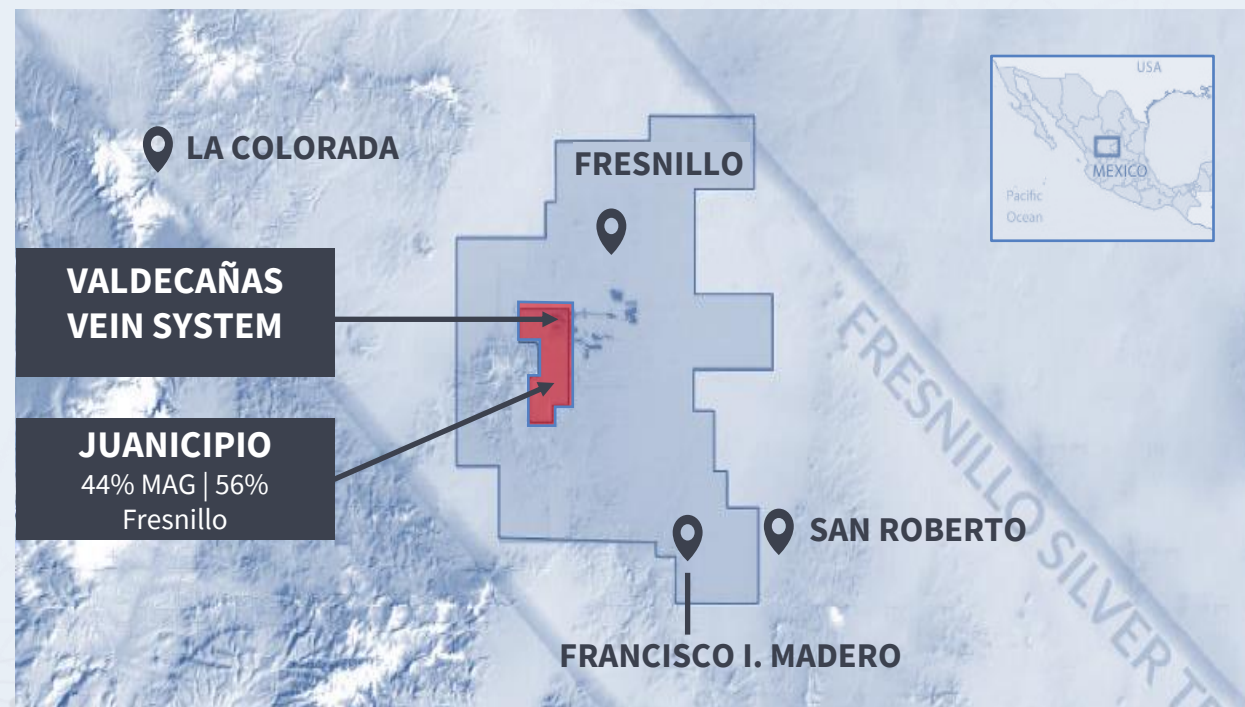 LA COLORADA
FRESNILLO
USA
MEXICO
Pacific
Ocean
VALDECAÑAS
VEIN SYSTEM
JUANICIPIO
44% MAG | 56%
Fresnillo
SAN ROBERTO
FRANCISCO I. MADERO
FRESNILLO SILVER